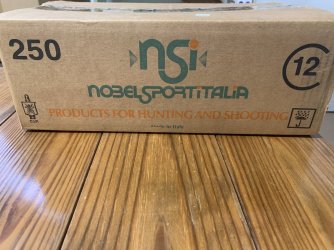 250
nsi
12
NOBELSPORTITALIA
PRODUCTS FOR HUNTING AND SHOOTING
Made in Italy